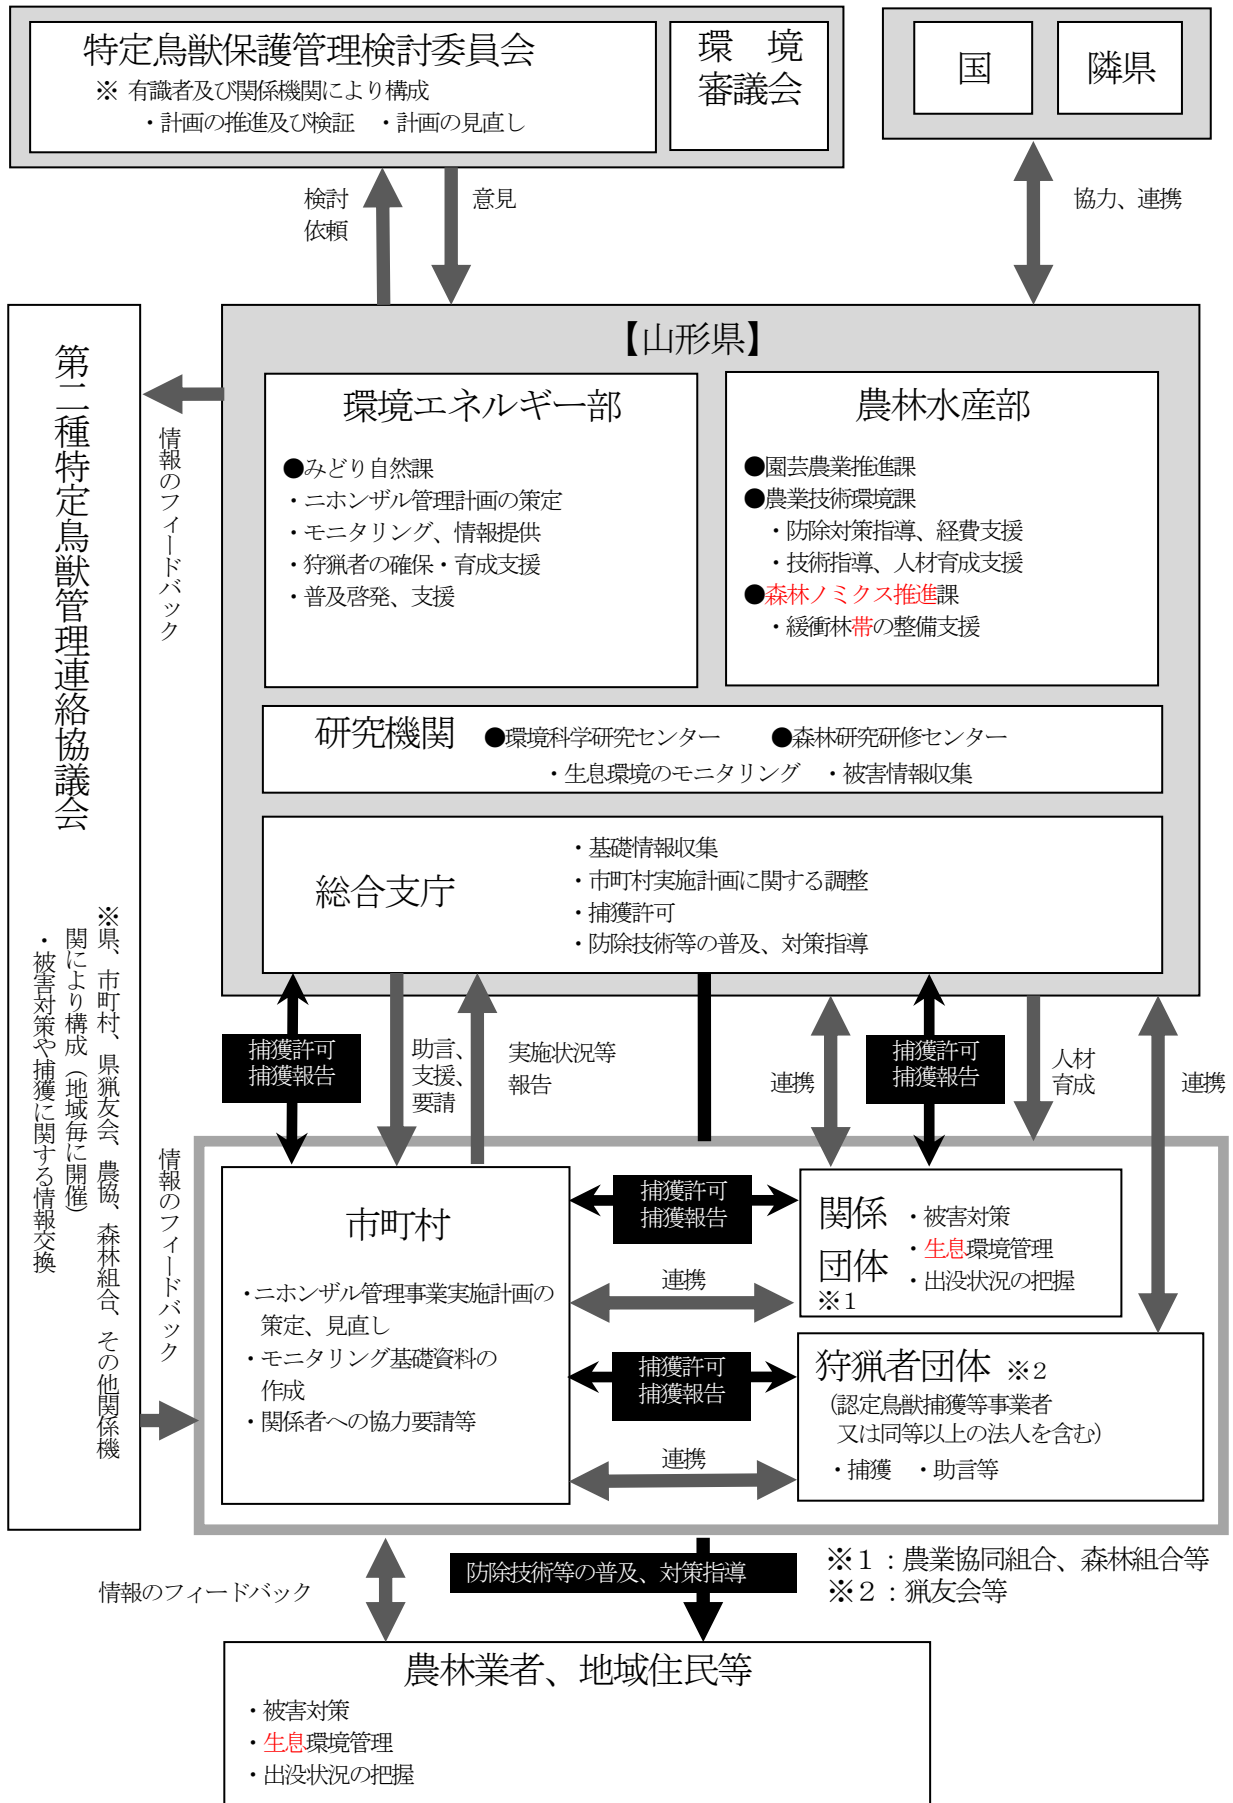 特定鳥獣保護管理検討委員会
※ 有識者及び関係機関により構成
・計画の推進及び検証　・計画の見直し
環　境
審議会
国
隣県
検討
依頼
意見
協力、連携
【山形県】
環境エネルギー部
●みどり自然課
・ニホンザル管理計画の策定
・モニタリング、情報提供
・狩猟者の確保・育成支援
・普及啓発、支援
農林水産部
●園芸農業推進課
●農業技術環境課
・防除対策指導、経費支援
・技術指導、人材育成支援
●森林ノミクス推進課
・緩衝林帯の整備支援
研究機関　●環境科学研究センター　●森林研究研修センター
・生息環境のモニタリング　・被害情報収集
総合支庁
・基礎情報収集
・市町村実施計画に関する調整
・捕獲許可
・防除技術等の普及、対策指導
第二種特定鳥獣管理連絡協議会
※県、市町村、県猟友会、農協、森林組合、その他関係機
関により構成（地域毎に開催）
・被害対策や捕獲に関する情報交換
情報のフィードバック
情報のフィードバック
捕獲許可
捕獲報告
助言、
支援、
要請
実施状況等
報告
連携
捕獲許可
捕獲報告
人材
育成
連携
市町村
・ニホンザル管理事業実施計画の
策定、見直し
・モニタリング基礎資料の
作成
・関係者への協力要請等
捕獲許可
捕獲報告
連携
捕獲許可
捕獲報告
連携
関係
団体
※1
・被害対策
・生息環境管理
・出没状況の把握
狩猟者団体 ※2
(認定鳥獣捕獲等事業者
又は同等以上の法人を含む)
・捕獲　・助言等
情報のフィードバック
防除技術等の普及、対策指導
※１：農業協同組合、森林組合等
※２：猟友会等
農林業者、地域住民等
・被害対策
・生息環境管理
・出没状況の把握